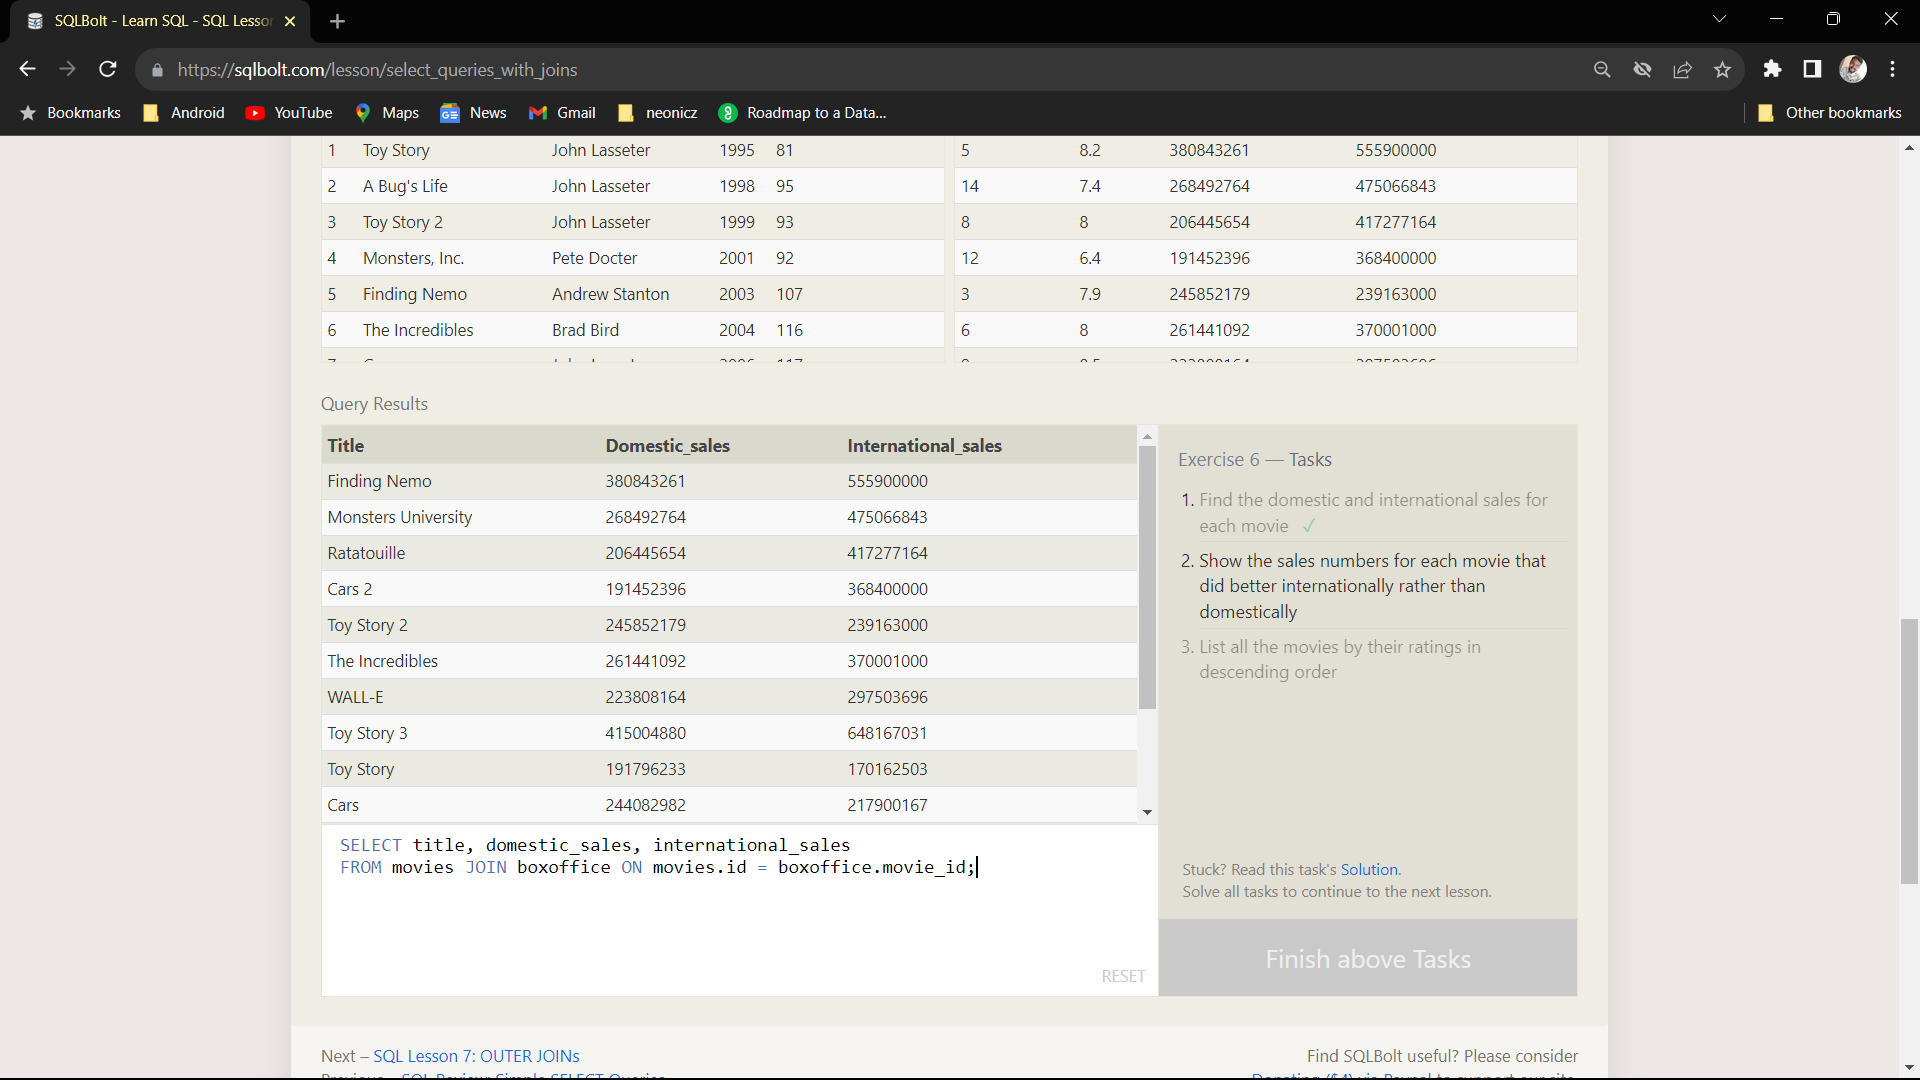 SQLBolt - Learn SQL - SQL Lesso
https://sqlbolt.com/lesson/select_queries_with_joins
Bookmarks Android YouTube Maps News Gmail neonicz Roadmap to a Data... Other bookmarks
1 Toy Story John Lasseter 1995 81 5 8.2 380843261 555900000
2 A Bug's Life John Lasseter 1998 95 14 7.4 268492764 475066843
3 Toy Story 2 John Lasseter 1999 93 8 8 206445654 417277164
4 Monsters, Inc. Pete Docter 2001 92 12 6.4 191452396 368400000
5 Finding Nemo Andrew Stanton 2003 107 3 7.9 245852179 239163000
6 The Incredibles Brad Bird 2004 116 6 8 261441092 370001000
Query Results
Title Domestic_sales International_sales
Finding Nemo 380843261 555900000
Monsters University 268492764 475066843
Ratatouille 206445654 417277164
Cars 2 191452396 368400000
Toy Story 2 245852179 239163000
The Incredibles 261441092 370001000
WALL-E 223808164 297503696
Toy Story 3 415004880 648167031
Toy Story 191796233 170162503
Cars 244082982 217900167
SELECT title, domestic_sales, international_sales
FROM movies JOIN boxoffice ON movies.id = boxoffice.movie_id;
RESET
Exercise 6 — Tasks
1. Find the domestic and international sales for
each movie ✓
2. Show the sales numbers for each movie that
did better internationally rather than
domestically
3. List all the movies by their ratings in
descending order
Stuck? Read this task's Solution.
Solve all tasks to continue to the next lesson.
Finish above Tasks
Next – SQL Lesson 7: OUTER JOINs
Find SQLBolt useful? Please consider